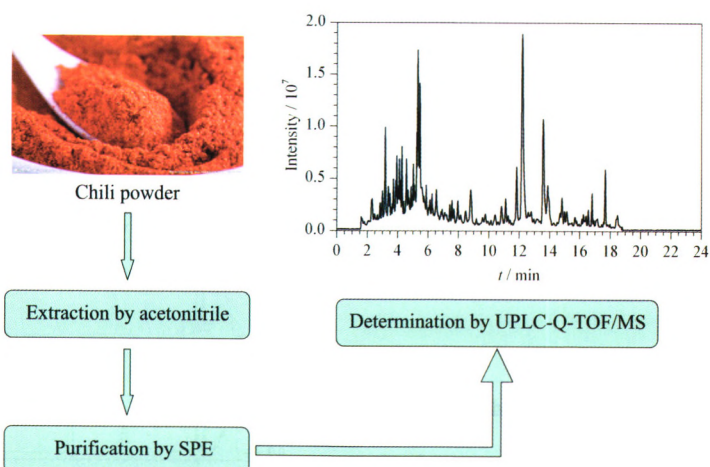 Chili powder
Extraction by acetonitrile
Purification by SPE
Intensity / 10⁷
2.0
1.5
1.0
0.5
0.0
0 2 4 6 8 10 12 14 16 18 20 22 24
t / min
Determination by UPLC-Q-TOF/MS